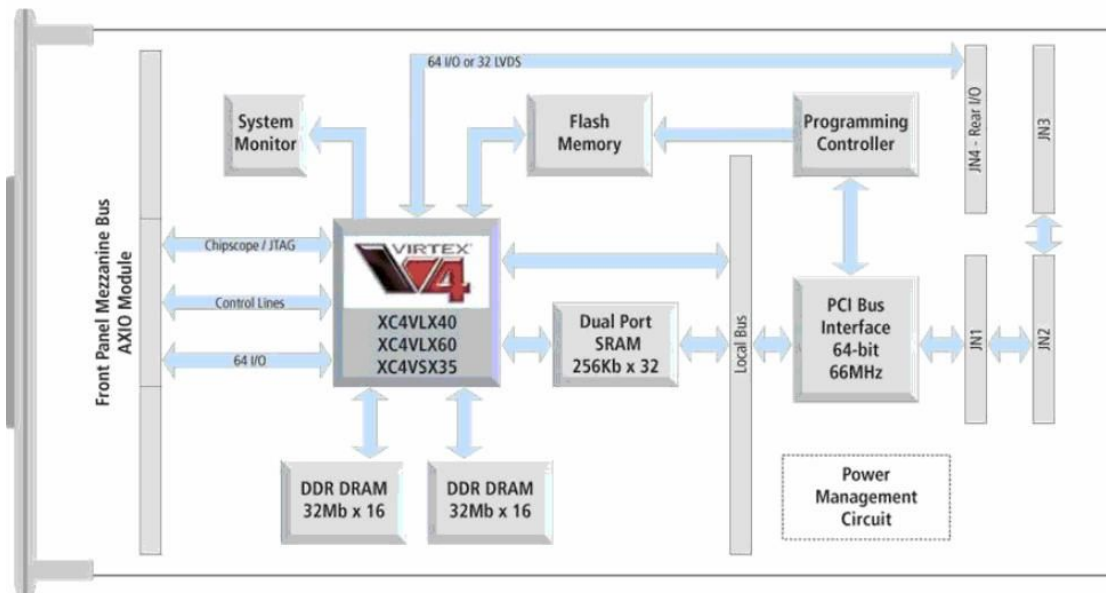 64 I/O or 32 LVDS
System
Monitor
Flash
Memory
Programming
Controller
JN4 - Rear I/O
JN3
Front Panel Mezzanine Bus
AXIO Module
Chipscope / JTAG
Control Lines
64 I/O
VIRTEX
4
XC4VLX40
XC4VLX60
XC4VSX35
Dual Port
SRAM
256Kb x 32
Local Bus
PCI Bus
Interface
64-bit
66MHz
JN1
JN2
DDR DRAM
32Mb x 16
DDR DRAM
32Mb x 16
Power
Management
Circuit